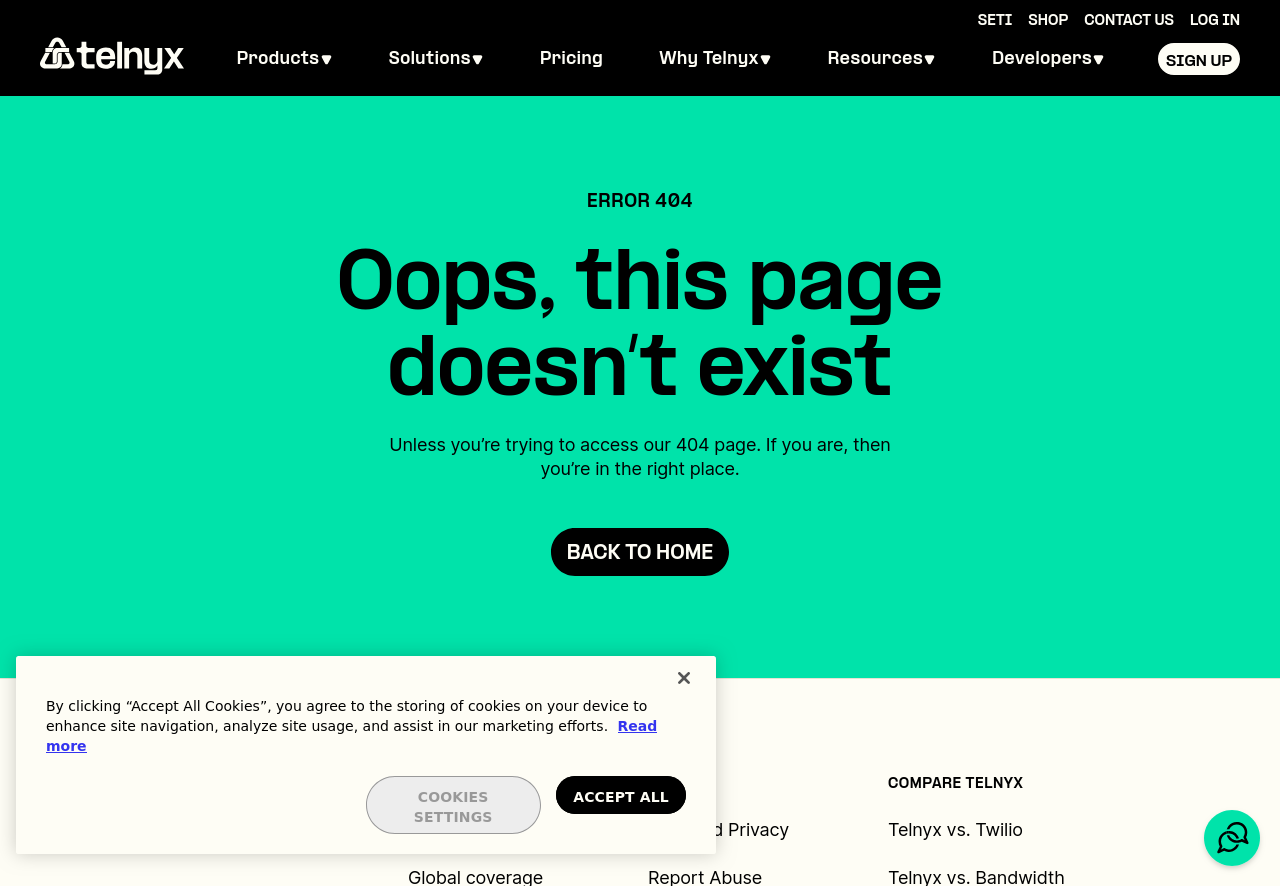 SETI SHOP CONTACT US LOG IN
telnyx Products Solutions Pricing Why Telnyx Resources Developers SIGN UP
ERROR 404
Oops, this page
doesn't exist
Unless you’re trying to access our 404 page. If you are, then
you’re in the right place.
BACK TO HOME
By clicking “Accept All Cookies”, you agree to the storing of cookies on your device to
enhance site navigation, analyze site usage, and assist in our marketing efforts. Read
more
COOKIES
SETTINGS
ACCEPT ALL
COMPARE TELNYX
Privacy
Telnyx vs. Twilio
Global coverage
Report Abuse
Telnyx vs. Bandwidth